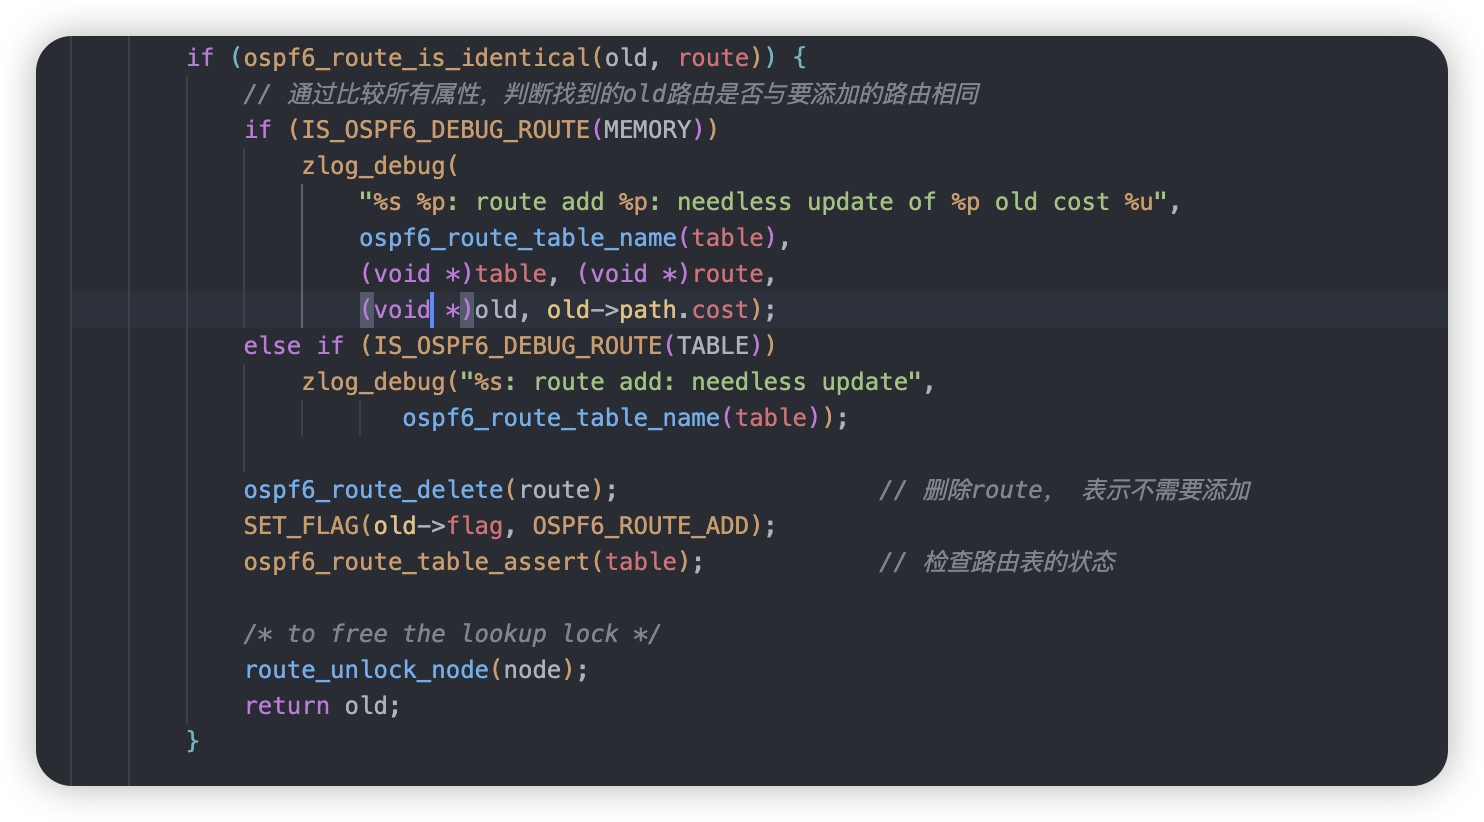 if (ospf6_route_is_identical(old, route)) {
// 通过比较所有属性，判断找到的old路由是否与要添加的路由相同
if (IS_OSPF6_DEBUG_ROUTE(MEMORY))
zlog_debug(
"%s %p: route add %p: needless update of %p old cost %u",
ospf6_route_table_name(table),
(void *)table, (void *)route,
(void *)old, old->path.cost);
else if (IS_OSPF6_DEBUG_ROUTE(TABLE))
zlog_debug("%s: route add: needless update",
ospf6_route_table_name(table));
ospf6_route_delete(route); // 删除route， 表示不需要添加
SET_FLAG(old->flag, OSPF6_ROUTE_ADD);
ospf6_route_table_assert(table); // 检查路由表的状态
/* to free the lookup lock */
route_unlock_node(node);
return old;
}